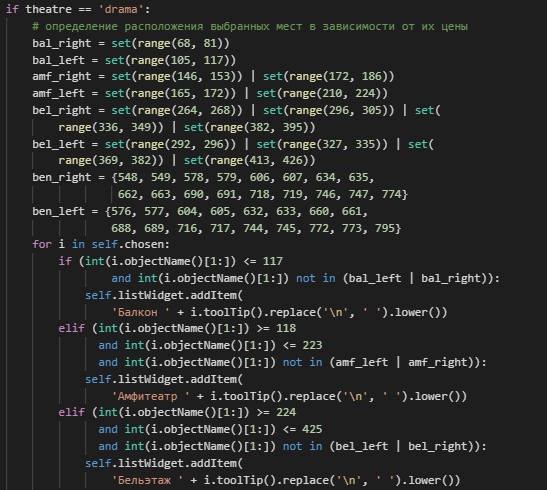 if theatre == 'drama':
# определение расположения выбранных мест в зависимости от их цены
bal_right = set(range(68, 81))
bal_left = set(range(105, 117))
amf_right = set(range(146, 153)) | set(range(172, 186))
amf_left = set(range(165, 172)) | set(range(210, 224))
bel_right = set(range(264, 268)) | set(range(296, 305)) | set(
range(336, 349)) | set(range(382, 395))
bel_left = set(range(292, 296)) | set(range(327, 335)) | set(
range(369, 382)) | set(range(413, 426))
ben_right = {548, 549, 578, 579, 606, 607, 634, 635,
662, 663, 690, 691, 718, 719, 746, 747, 774}
ben_left = {576, 577, 604, 605, 632, 633, 660, 661,
688, 689, 716, 717, 744, 745, 772, 773, 795}
for i in self.chosen:
if (int(i.objectName()[1:]) <= 117
and int(i.objectName()[1:]) not in (bal_left | bal_right)):
self.listWidget.addItem(
'Балкон ' + i.toolTip().replace('\n', ' ').lower())
elif (int(i.objectName()[1:]) >= 118
and int(i.objectName()[1:]) <= 223
and int(i.objectName()[1:]) not in (amf_left | amf_right)):
self.listWidget.addItem(
'Амфитеатр ' + i.toolTip().replace('\n', ' ').lower())
elif (int(i.objectName()[1:]) >= 224
and int(i.objectName()[1:]) <= 425
and int(i.objectName()[1:]) not in (bel_left | bel_right)):
self.listWidget.addItem(
'Бельэтаж ' + i.toolTip().replace('\n', ' ').lower())